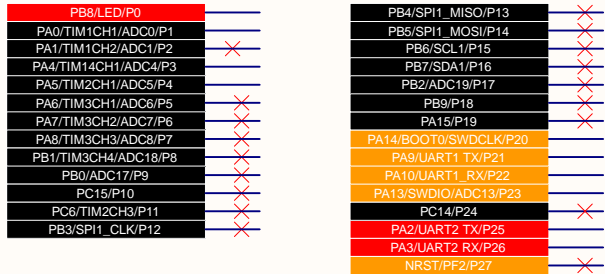 PB8/LED/P0
PA0/TIM1CH1/ADC0/P1
PA1/TIM1CH2/ADC1/P2
PA4/TIM14CH1/ADC4/P3
PA5/TIM2CH1/ADC5/P4
PA6/TIM3CH1/ADC6/P5
PA7/TIM3CH2/ADC7/P6
PA8/TIM3CH3/ADC8/P7
PB1/TIM3CH4/ADC18/P8
PB0/ADC17/P9
PC15/P10
PC6/TIM2CH3/P11
PB3/SPI1_CLK/P12
PB4/SPI1_MISO/P13
PB5/SPI1_MOSI/P14
PB6/SCL1/P15
PB7/SDA1/P16
PB2/ADC19/P17
PB9/P18
PA15/P19
PA14/BOOT0/SWDCLK/P20
PA9/UART1 TX/P21
PA10/UART1_RX/P22
PA13/SWDIO/ADC13/P23
PC14/P24
PA2/UART2 TX/P25
PA3/UART2 RX/P26
NRST/PF2/P27